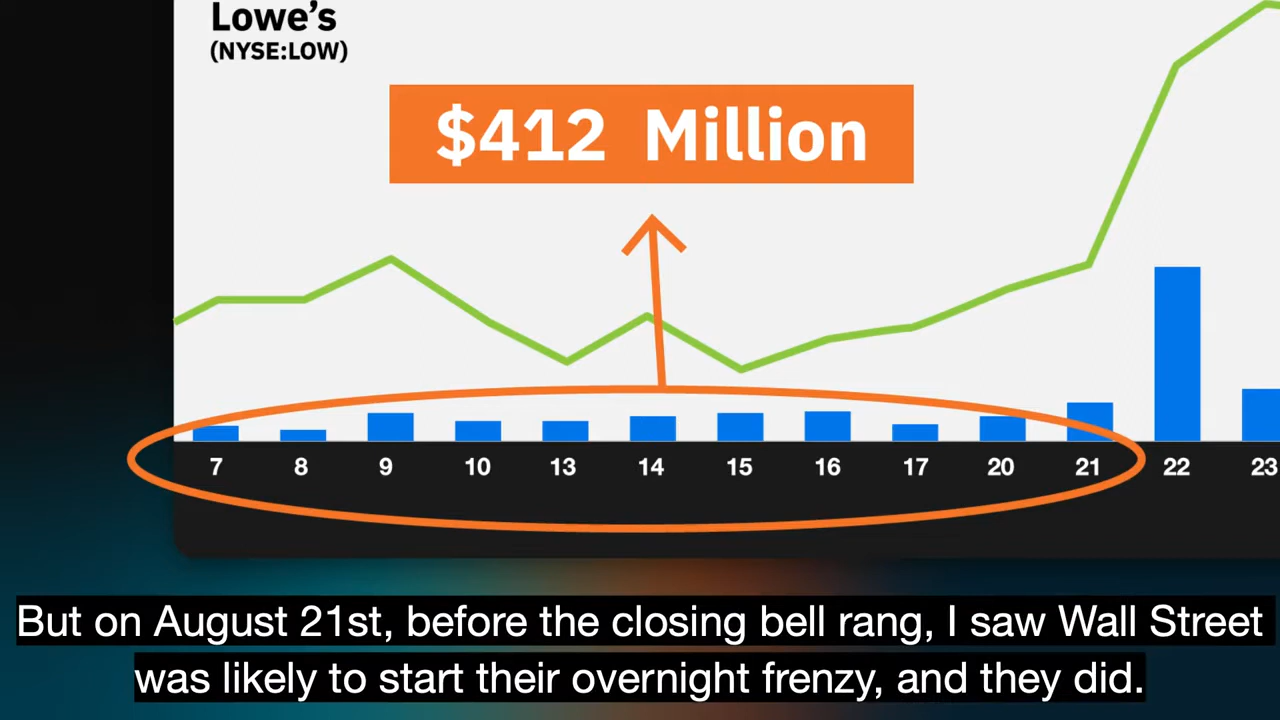 Lowe’s
(NYSE:LOW)
$412 Million
7 8 9 10 13 14 15 16 17 20 21 22 23
But on August 21st, before the closing bell rang, I saw Wall Street
was likely to start their overnight frenzy, and they did.